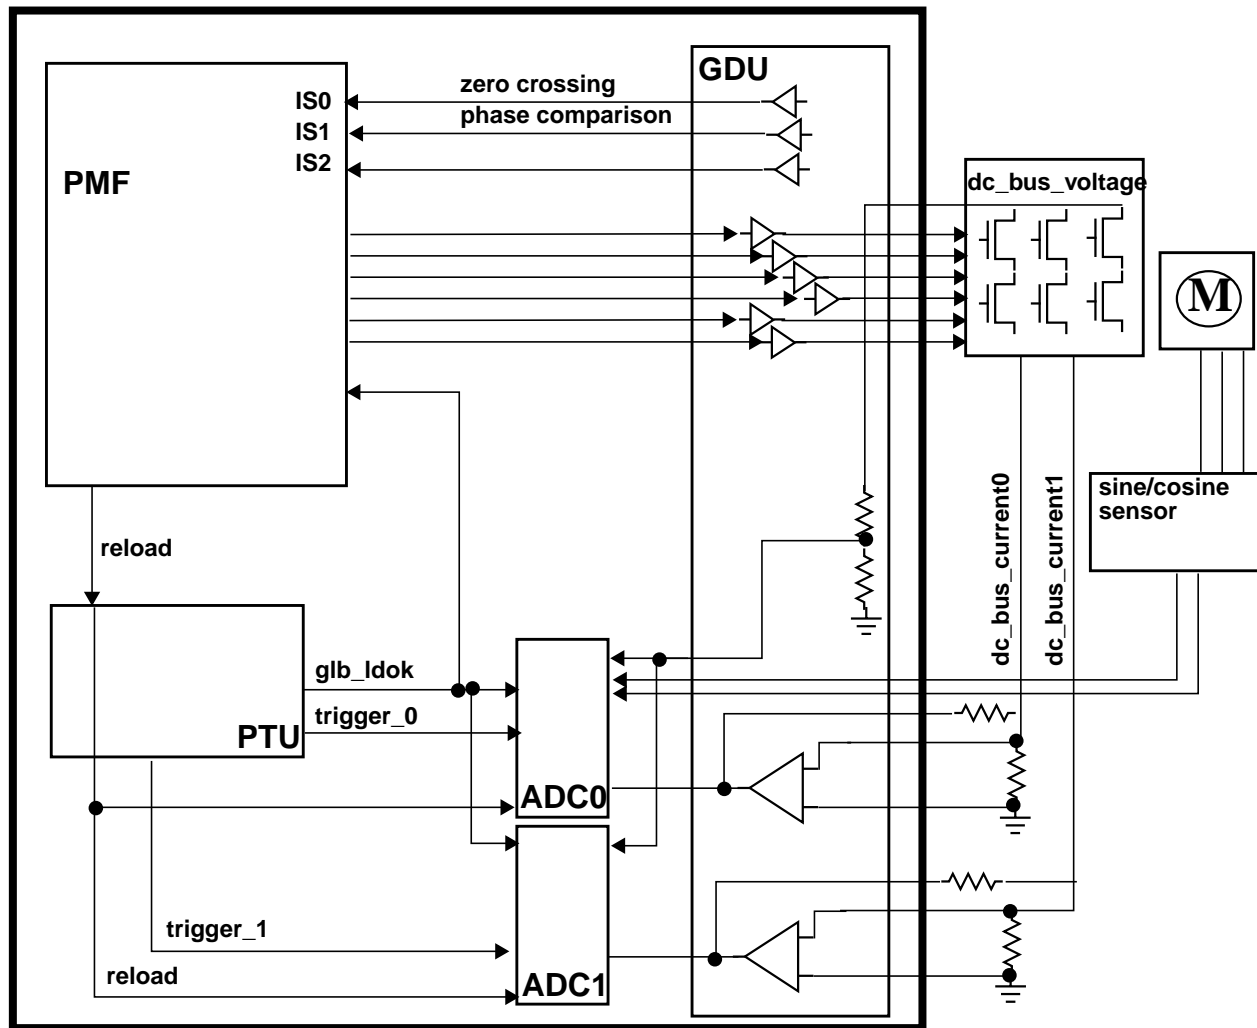 GDU
zero crossing
IS0
phase comparison
IS1
IS2
PMF
dc_bus_voltage
M
sine/cosine
sensor
dc_bus_current0
dc_bus_current1
reload
glb_ldok
trigger_0
PTU
ADC0
trigger_1
reload
ADC1